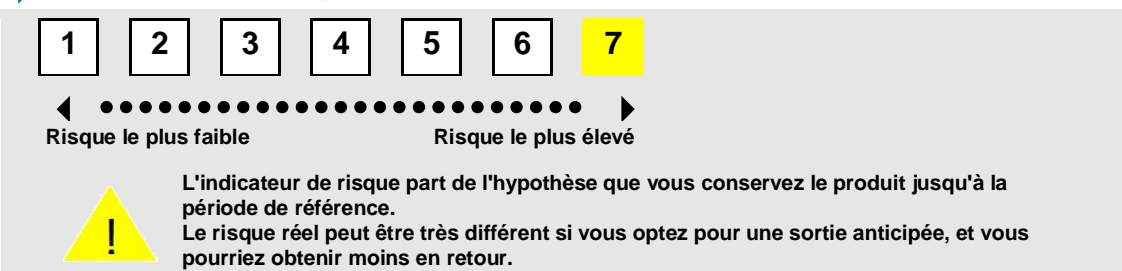 1 2 3 4 5 6 7
Risque le plus faible Risque le plus élevé
L'indicateur de risque part de l'hypothèse que vous conservez le produit jusqu'à la
période de référence.
! Le risque réel peut être très différent si vous optez pour une sortie anticipée, et vous
pourriez obtenir moins en retour.